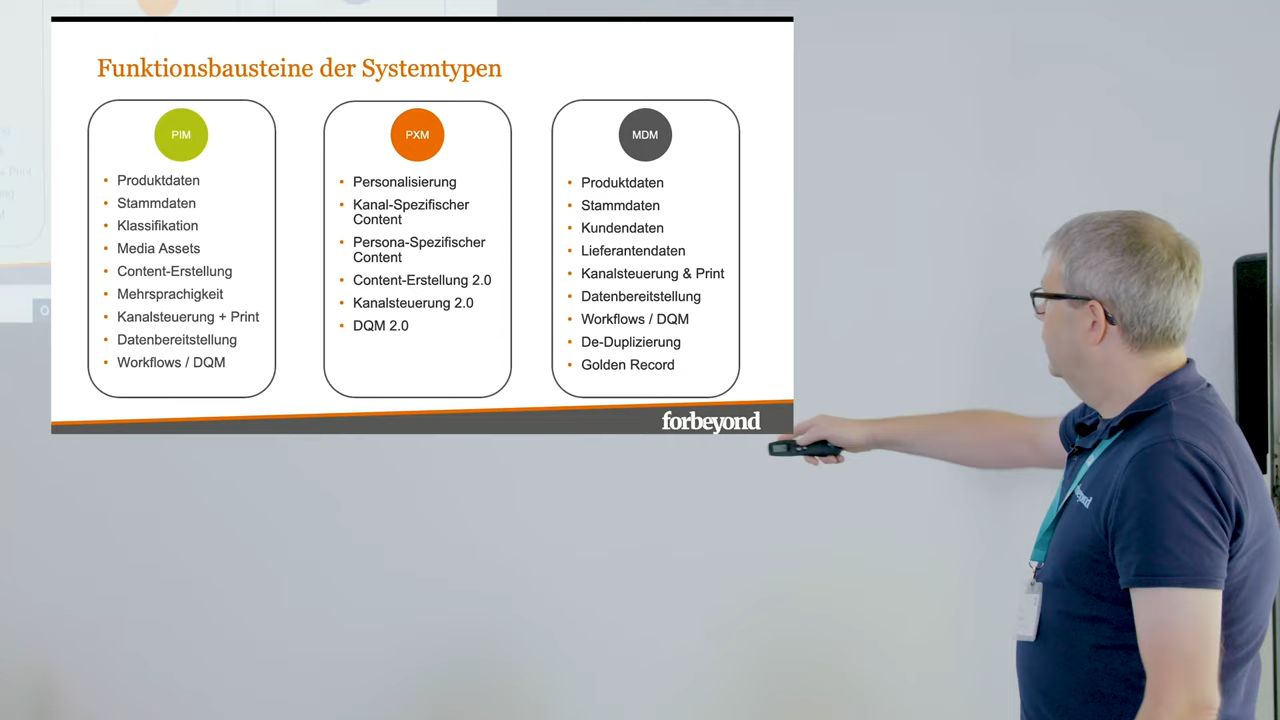 Funktionsbausteine der Systemtypen
PIM
Produktdaten
Stammdaten
Klassifikation
Media Assets
Content-Erstellung
Mehrsprachigkeit
Kanalsteuerung + Print
Datenbereitstellung
Workflows / DQM
PXM
Personalisierung
Kanal-Spezifischer
Content
Persona-Spezifischer
Content
Content-Erstellung 2.0
Kanalsteuerung 2.0
DQM 2.0
MDM
Produktdaten
Stammdaten
Kundendaten
Lieferantendaten
Kanalsteuerung & Print
Datenbereitstellung
Workflows / DQM
De-Duplizierung
Golden Record
forbeyond